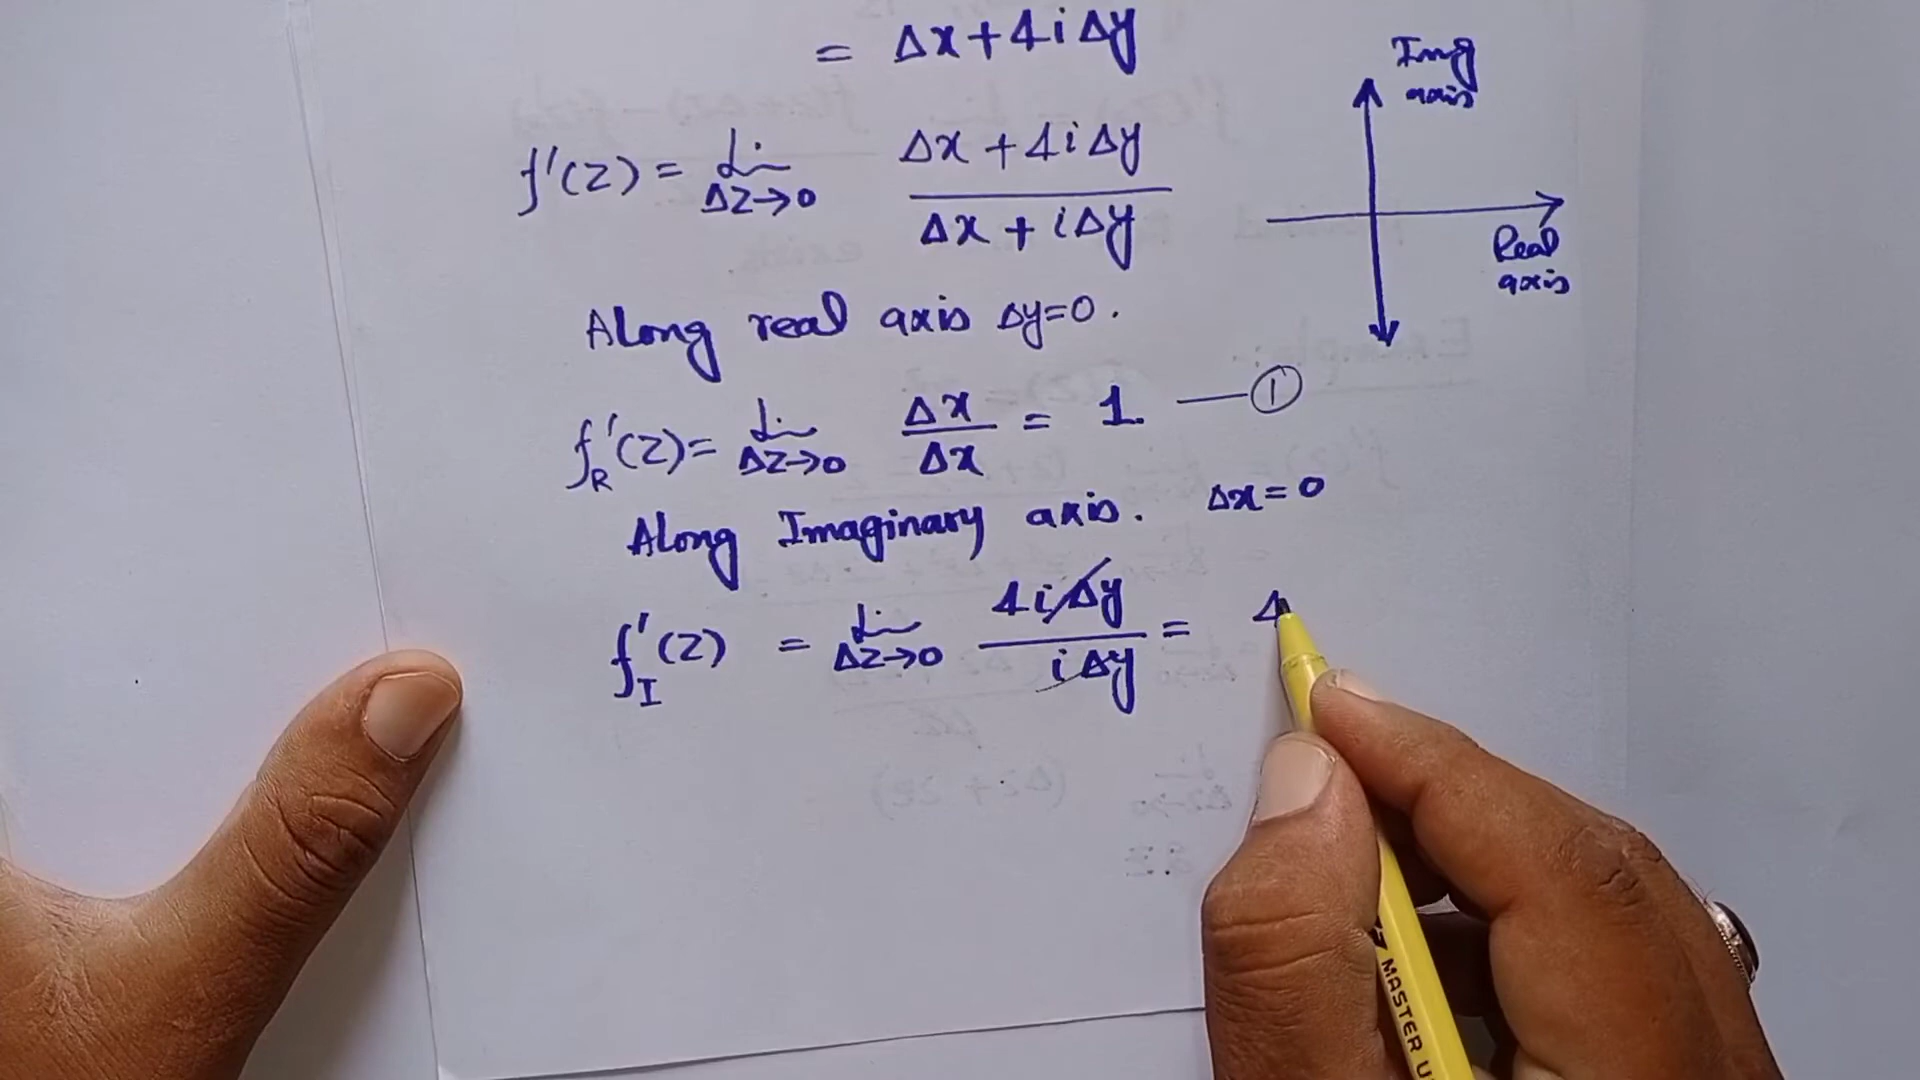 = Δx+4iΔy
Img
axis
f'(z) = Lim Δz→0 (Δx + 4iΔy)/(Δx + iΔy)
Real
axis
Along real axis Δy=0.
f'R(z) = Lim Δz→0 Δx/Δx = 1. —— ①
Along Imaginary axis. Δx = 0
f'I(z) = Lim Δz→0 4iΔy/iΔy = 4
MASTER